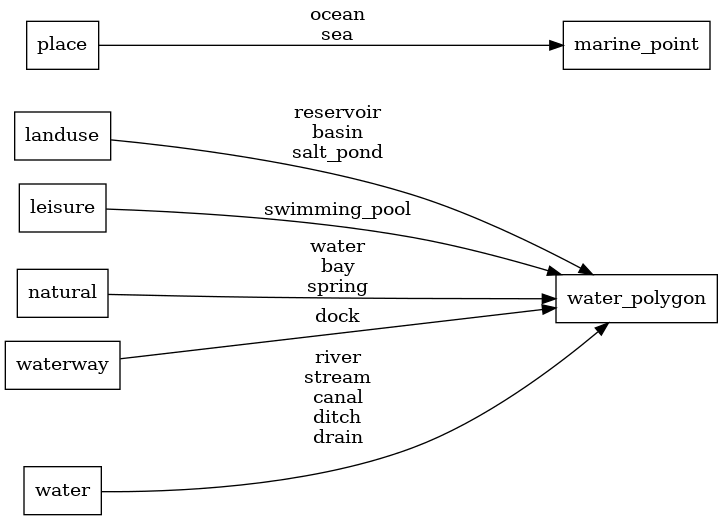 ocean
sea
place
marine_point
reservoir
basin
salt_pond
landuse
leisure
swimming_pool
water
bay
spring
natural
water_polygon
dock
waterway
river
stream
canal
ditch
drain
water